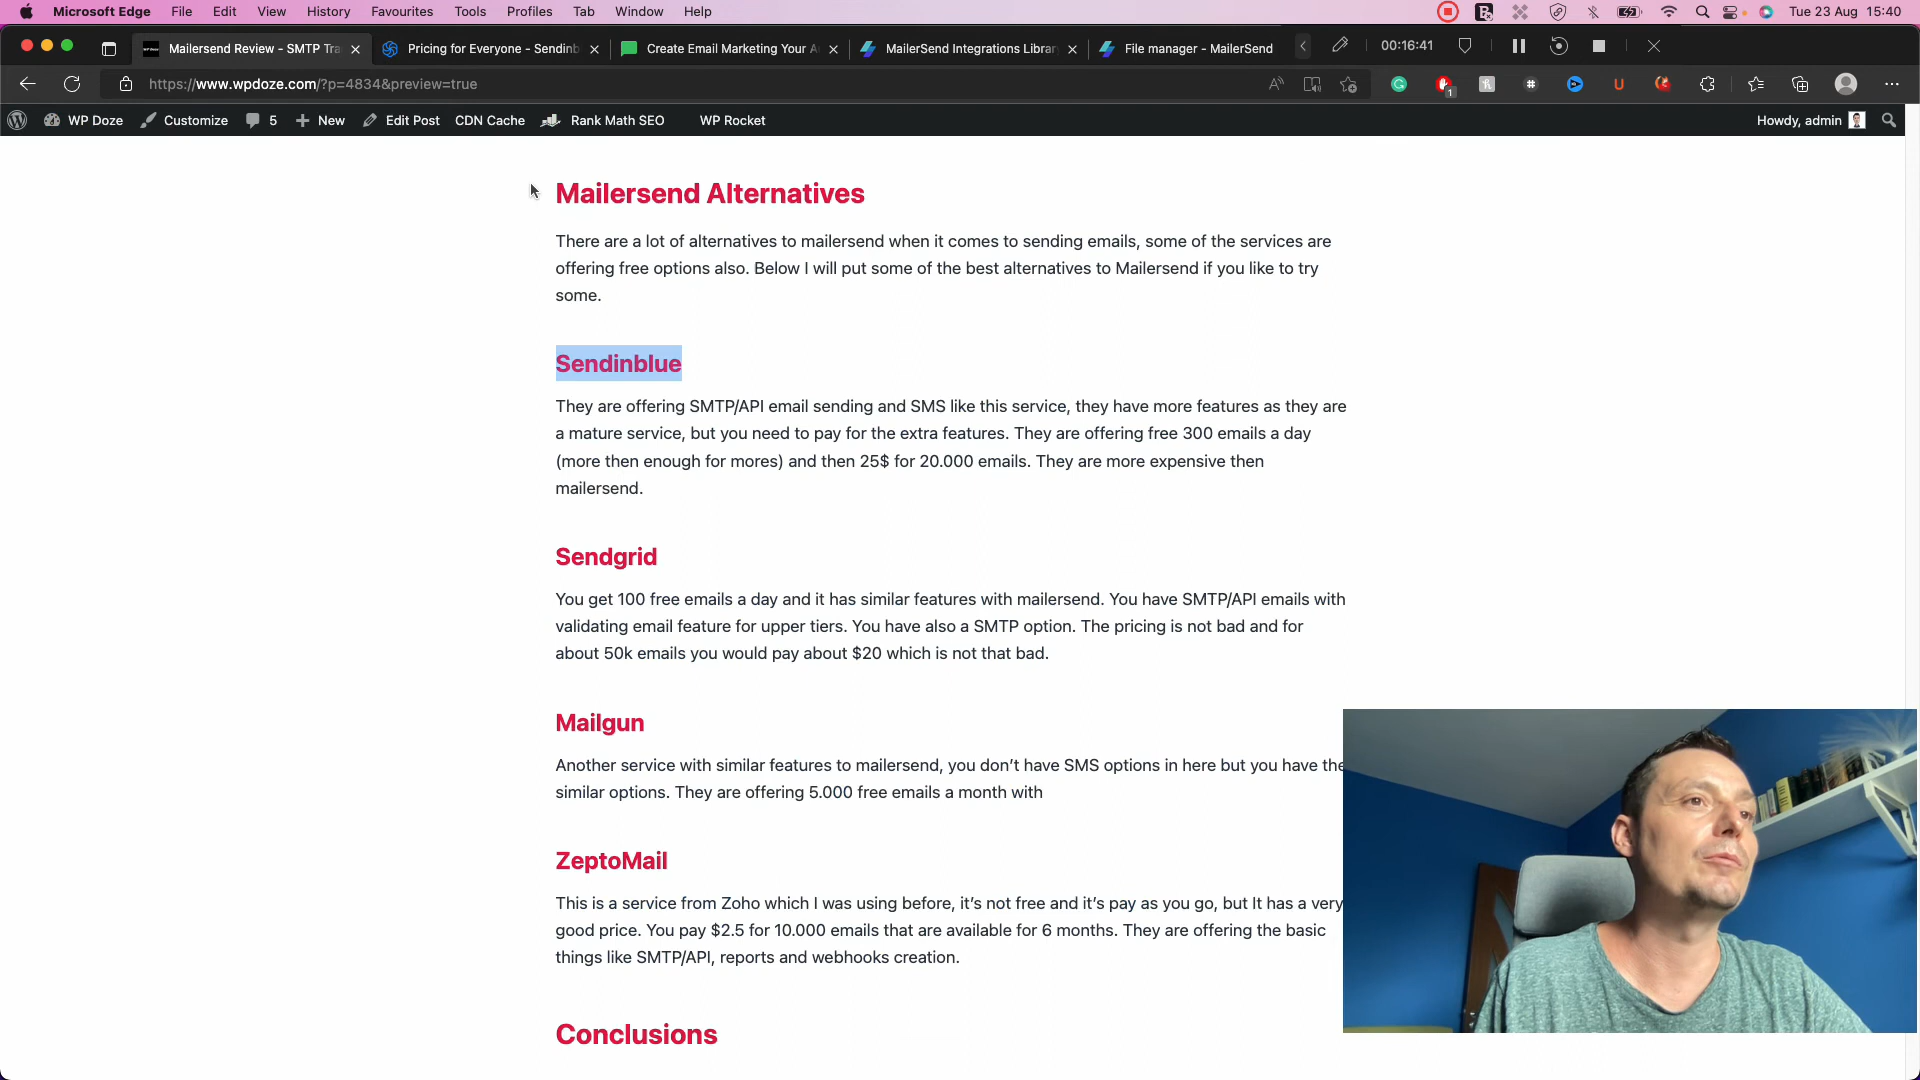 Microsoft Edge File Edit View History Favourites Tools Profiles Tab Window Help Tue 23 Aug 15:40
Mailersend Review - SMTP Tra Pricing for Everyone - Sendinb Create Email Marketing Your A MailerSend Integrations Librar File manager - MailerSend 00:16:41
https://www.wpdoze.com/?p=4834&preview=true
WP Doze Customize 5 New Edit Post CDN Cache Rank Math SEO WP Rocket Howdy, admin
Mailersend Alternatives
There are a lot of alternatives to mailersend when it comes to sending emails, some of the services are
offering free options also. Below I will put some of the best alternatives to Mailersend if you like to try
some.
Sendinblue
They are offering SMTP/API email sending and SMS like this service, they have more features as they are
a mature service, but you need to pay for the extra features. They are offering free 300 emails a day
(more then enough for mores) and then 25$ for 20.000 emails. They are more expensive then
mailersend.
Sendgrid
You get 100 free emails a day and it has similar features with mailersend. You have SMTP/API emails with
validating email feature for upper tiers. You have also a SMTP option. The pricing is not bad and for
about 50k emails you would pay about $20 which is not that bad.
Mailgun
Another service with similar features to mailersend, you don't have SMS options in here but you have the
similar options. They are offering 5.000 free emails a month with
ZeptoMail
This is a service from Zoho which I was using before, it's not free and it's pay as you go, but It has a very
good price. You pay $2.5 for 10.000 emails that are available for 6 months. They are offering the basic
things like SMTP/API, reports and webhooks creation.
Conclusions